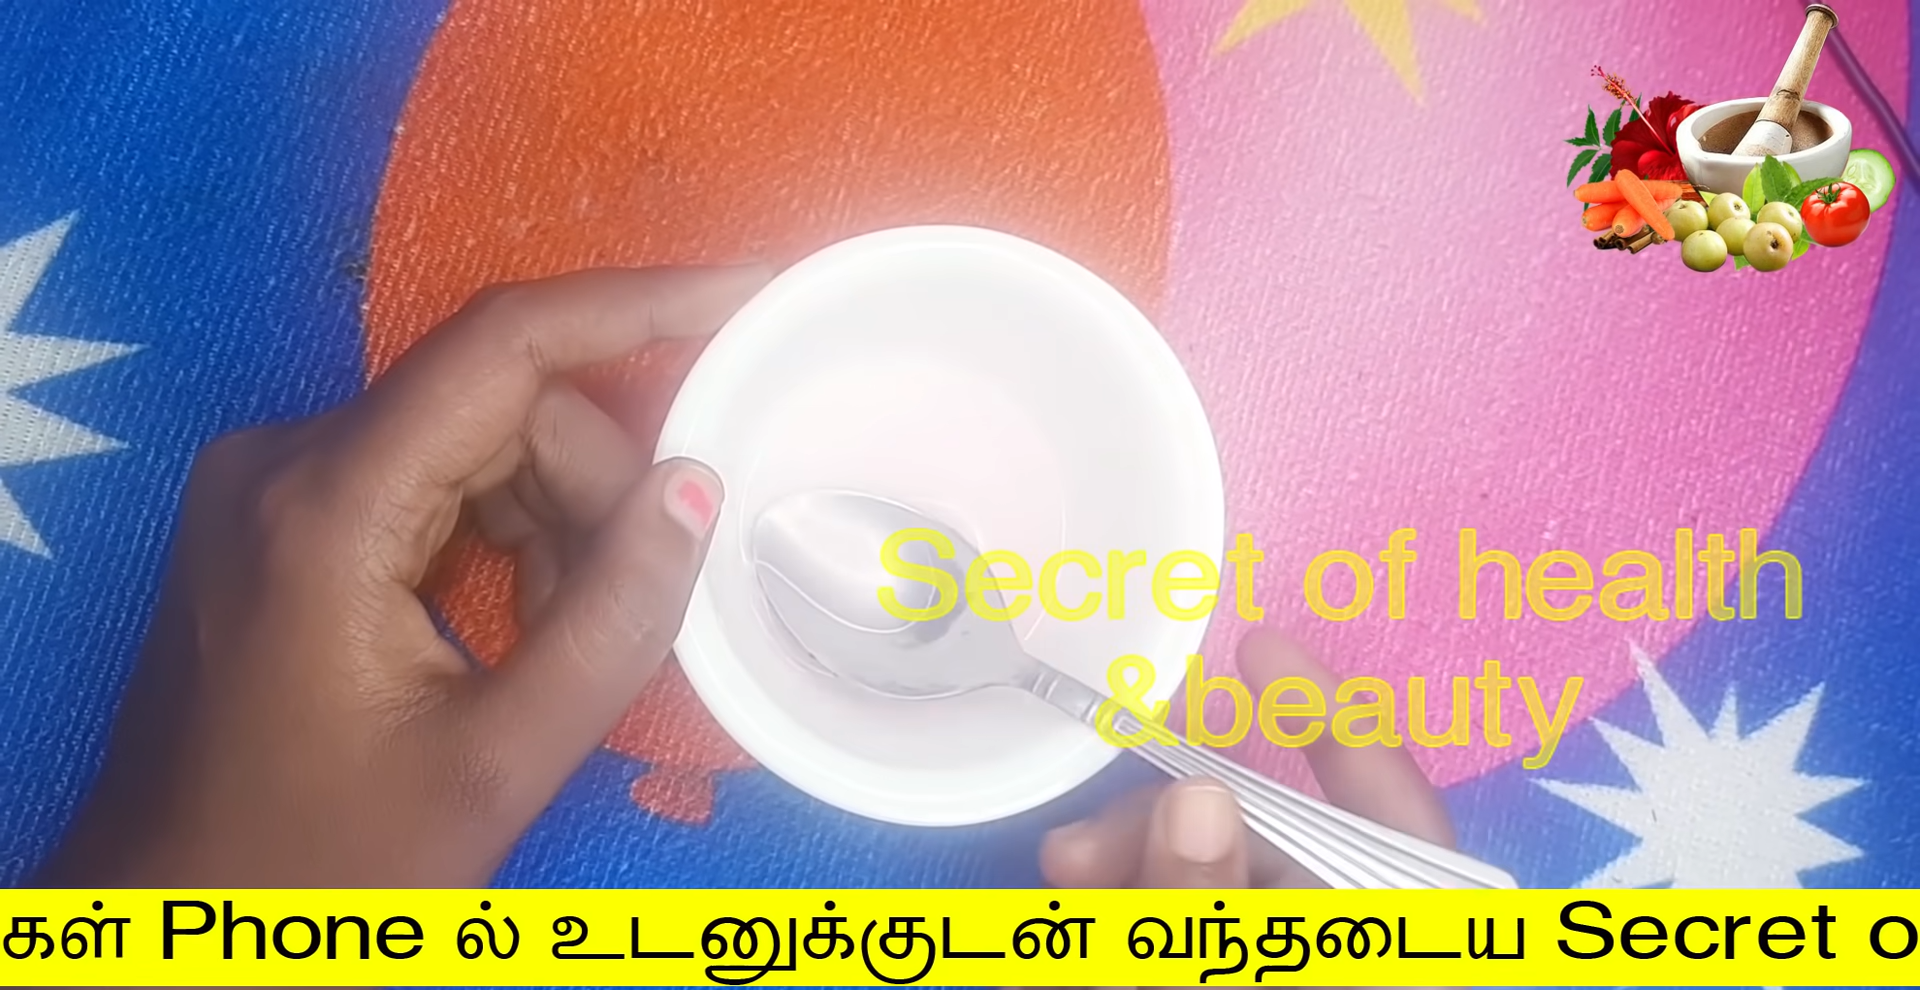 Secret of health
&beauty
கள் Phone ல் உடனுக்குடன் வந்தடைய Secret o